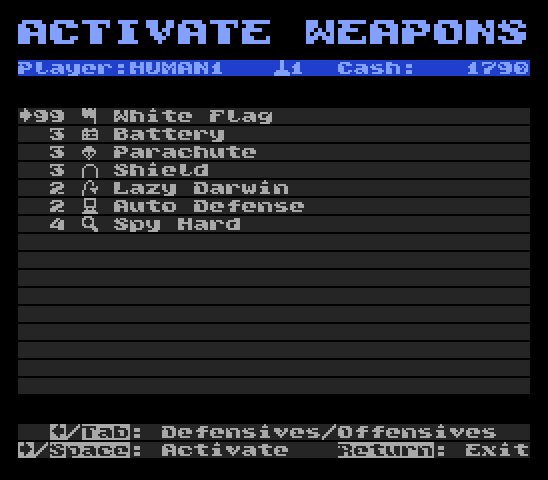 ACTIVATE WEAPONS
Player:HUMAN1 1 Cash: 1790
→99 White Flag
3 Battery
3 Parachute
3 Shield
2 Lazy Darwin
2 Auto Defense
4 Spy Hard
←/Tab: Defensives/Offensives
→/Space: Activate Return: Exit